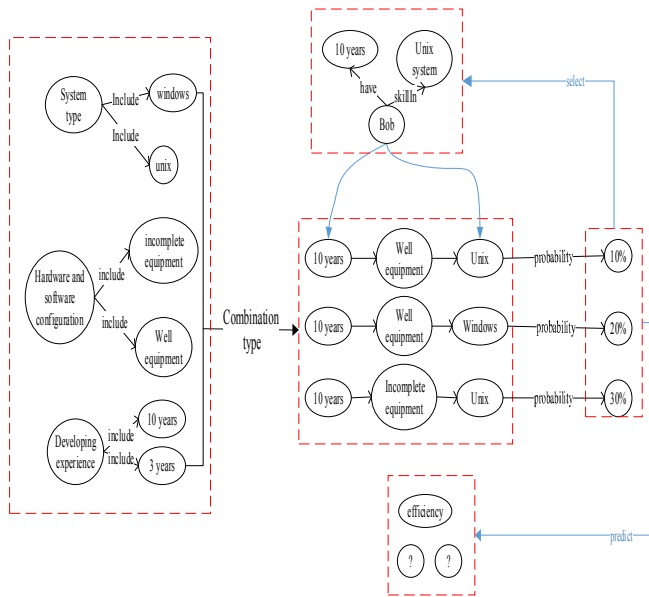 System
type
Include
windows
Include
unix
Hardware and
software
configuration
include
incomplete
equipment
include
Well
equipment
Developing
experience
include
10 years
include
3 years
Combination
type
10 years
Unix
system
have
skillIn
Bob
select
10 years
Well
equipment
Unix
probability
10%
10 years
Well
equipment
Windows
probability
20%
10 years
Incomplete
equipment
Unix
probability
30%
efficiency
?
?
predict